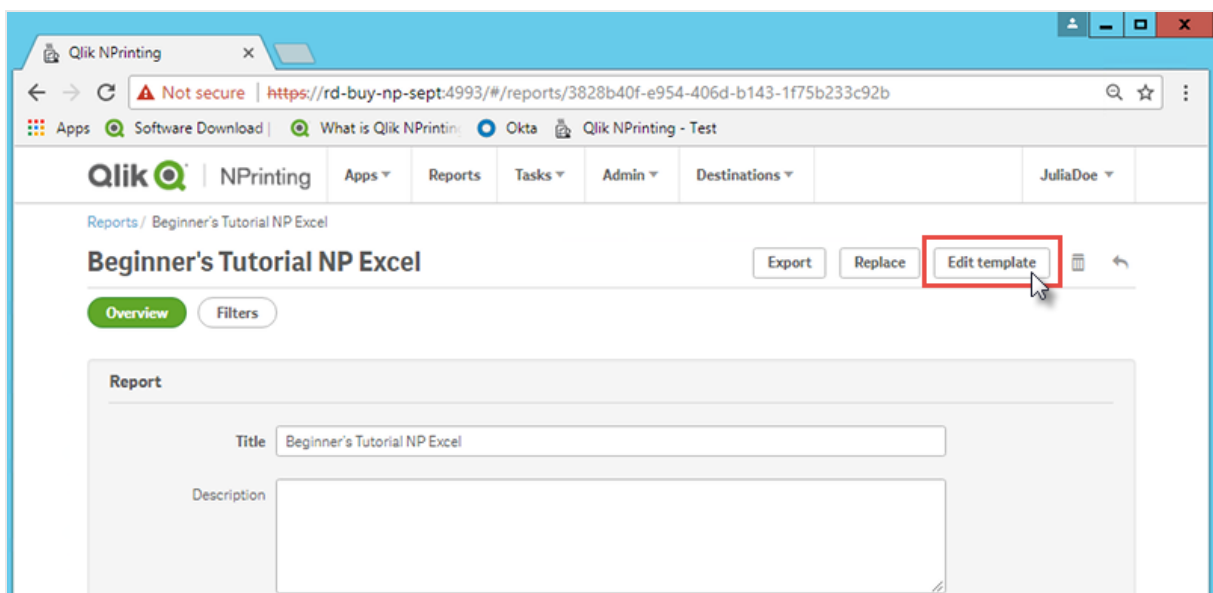 Qlik NPrinting
Not secure | https://rd-buy-np-sept:4993/#/reports/3828b40f-e954-406d-b143-1f75b233c92b
Apps Software Download | What is Qlik NPrintin Okta Qlik NPrinting - Test
Qlik NPrinting Apps Reports Tasks Admin Destinations JuliaDoe
Reports / Beginner's Tutorial NP Excel
Beginner's Tutorial NP Excel Export Replace Edit template
Overview Filters
Report
Title Beginner's Tutorial NP Excel
Description